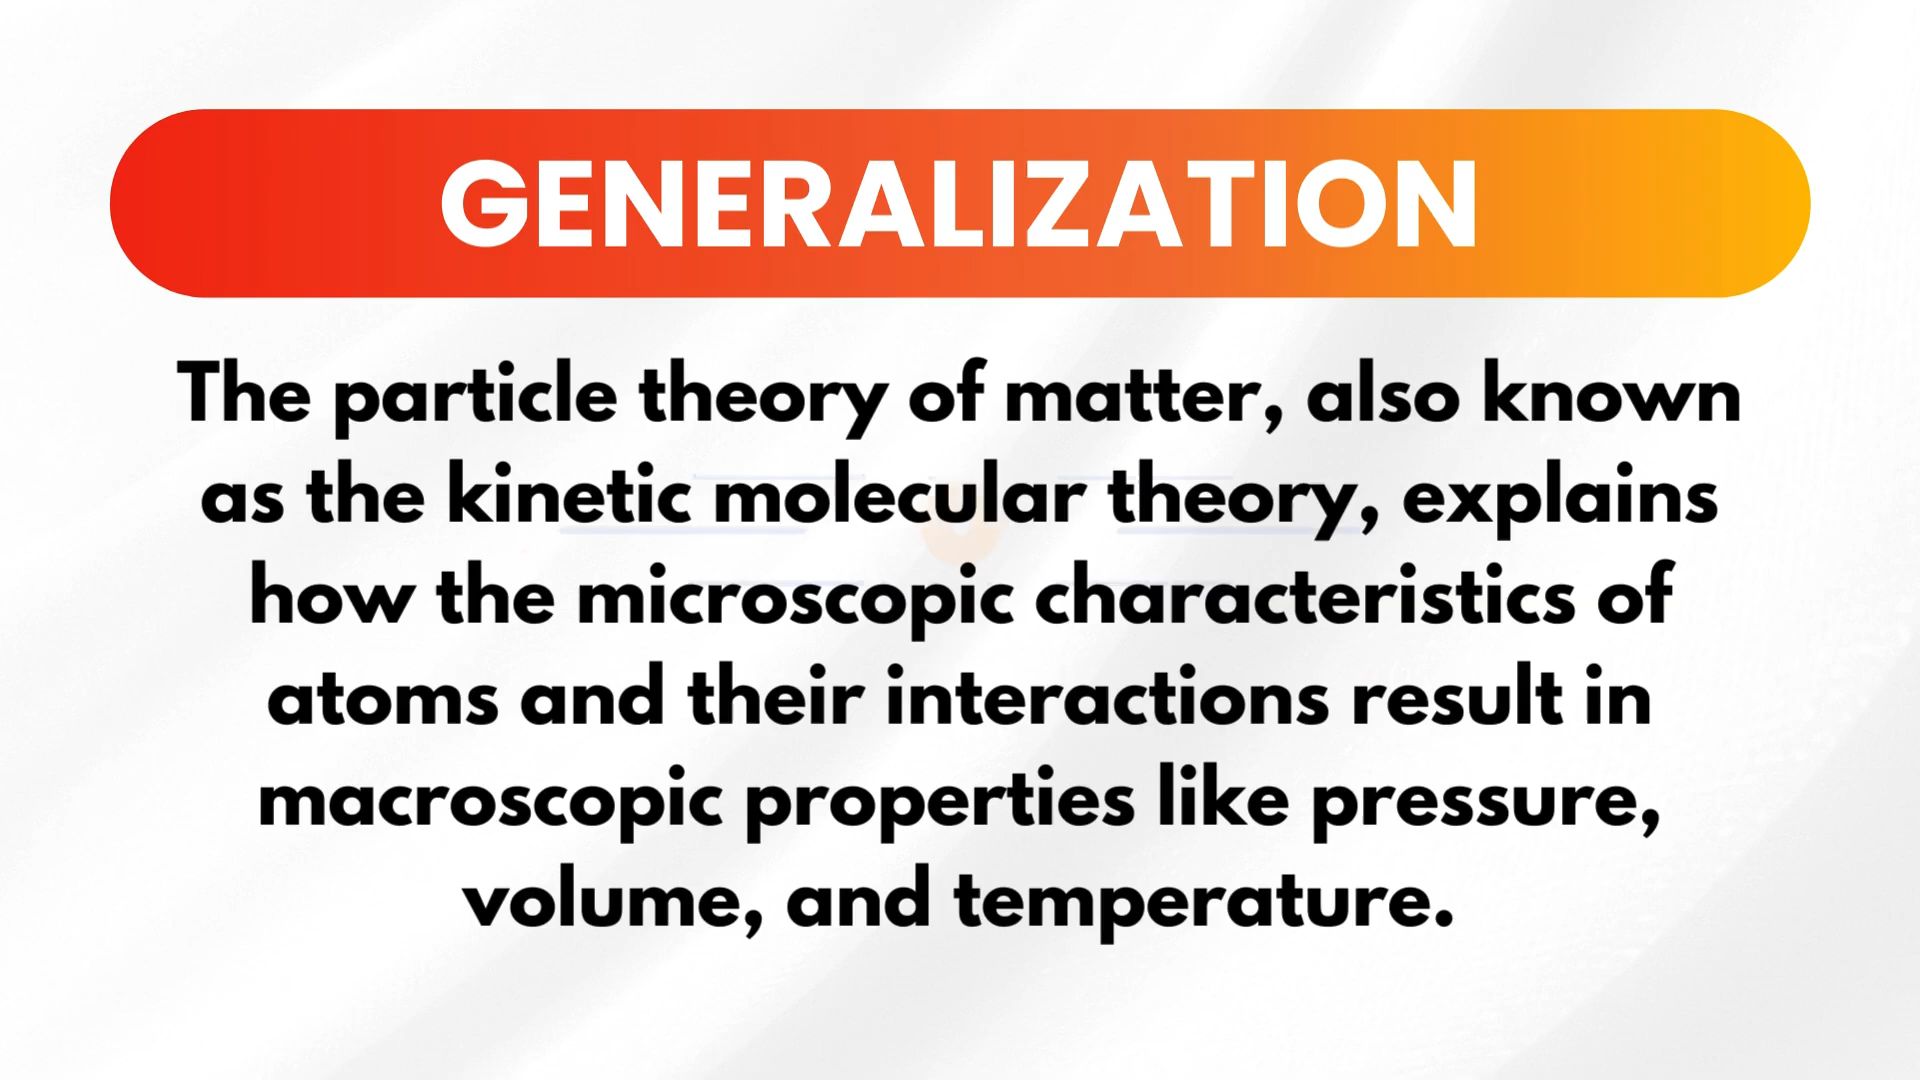 GENERALIZATION
The particle theory of matter, also known
as the kinetic molecular theory, explains
how the microscopic characteristics of
atoms and their interactions result in
macroscopic properties like pressure,
volume, and temperature.